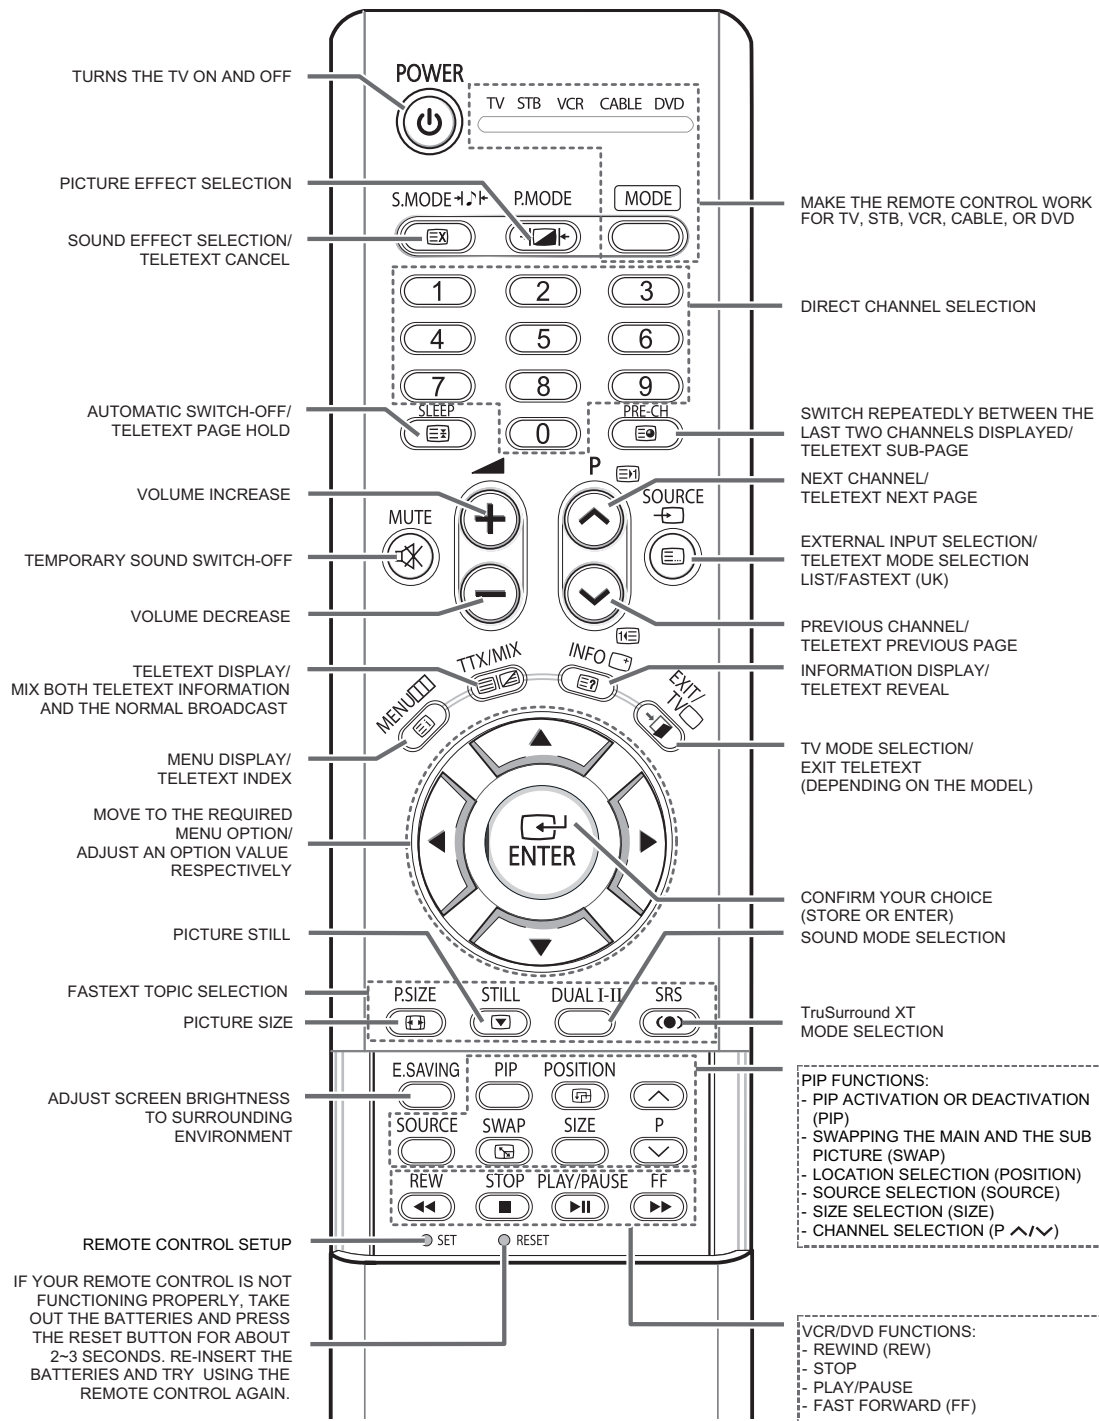 TURNS THE TV ON AND OFF
PICTURE EFFECT SELECTION
SOUND EFFECT SELECTION/
TELETEXT CANCEL
AUTOMATIC SWITCH-OFF/
TELETEXT PAGE HOLD
VOLUME INCREASE
TEMPORARY SOUND SWITCH-OFF
VOLUME DECREASE
TELETEXT DISPLAY/
MIX BOTH TELETEXT INFORMATION
AND THE NORMAL BROADCAST
MENU DISPLAY/
TELETEXT INDEX
MOVE TO THE REQUIRED
MENU OPTION/
ADJUST AN OPTION VALUE
RESPECTIVELY
PICTURE STILL
FASTEXT TOPIC SELECTION
PICTURE SIZE
ADJUST SCREEN BRIGHTNESS
TO SURROUNDING
ENVIRONMENT
REMOTE CONTROL SETUP
IF YOUR REMOTE CONTROL IS NOT
FUNCTIONING PROPERLY, TAKE
OUT THE BATTERIES AND PRESS
THE RESET BUTTON FOR ABOUT
2~3 SECONDS. RE-INSERT THE
BATTERIES AND TRY USING THE
REMOTE CONTROL AGAIN.
POWER
TV STB VCR CABLE DVD
S.MODE P.MODE MODE
1 2 3
4 5 6
7 8 9
SLEEP 0 PRE-CH
P
MUTE SOURCE
TTX/MIX INFO
MENU EXIT/
TV
ENTER
P.SIZE STILL DUAL I-II SRS
E.SAVING PIP POSITION
SOURCE SWAP SIZE P
REW STOP PLAY/PAUSE FF
SET RESET
MAKE THE REMOTE CONTROL WORK
FOR TV, STB, VCR, CABLE, OR DVD
DIRECT CHANNEL SELECTION
SWITCH REPEATEDLY BETWEEN THE
LAST TWO CHANNELS DISPLAYED/
TELETEXT SUB-PAGE
NEXT CHANNEL/
TELETEXT NEXT PAGE
EXTERNAL INPUT SELECTION/
TELETEXT MODE SELECTION
LIST/FASTEXT (UK)
PREVIOUS CHANNEL/
TELETEXT PREVIOUS PAGE
INFORMATION DISPLAY/
TELETEXT REVEAL
TV MODE SELECTION/
EXIT TELETEXT
(DEPENDING ON THE MODEL)
CONFIRM YOUR CHOICE
(STORE OR ENTER)
SOUND MODE SELECTION
TruSurround XT
MODE SELECTION
PIP FUNCTIONS:
- PIP ACTIVATION OR DEACTIVATION
(PIP)
- SWAPPING THE MAIN AND THE SUB
PICTURE (SWAP)
- LOCATION SELECTION (POSITION)
- SOURCE SELECTION (SOURCE)
- SIZE SELECTION (SIZE)
- CHANNEL SELECTION (P ︿/﹀)
VCR/DVD FUNCTIONS:
- REWIND (REW)
- STOP
- PLAY/PAUSE
- FAST FORWARD (FF)